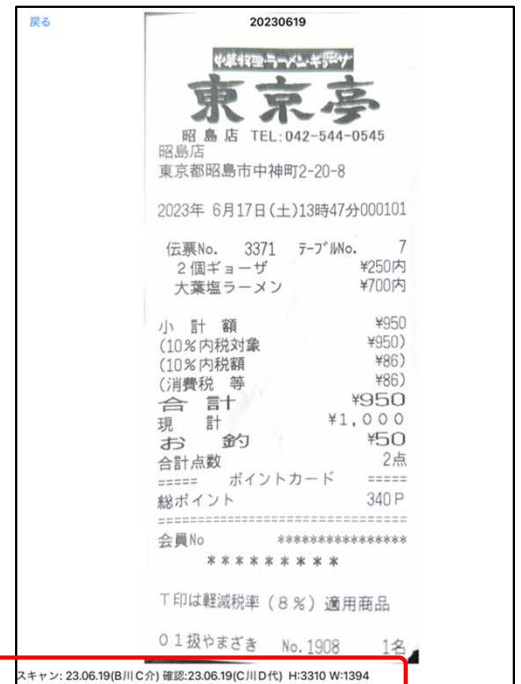 戻る
20230619
中華料理・ラーメン・ギョーザ
東京亭
昭島店 TEL:042-544-0545
昭島店
東京都昭島市中神町2-20-8
2023年 6月17日(土)13時47分000101
伝票No. 3371 テーブルNo. 7
2個ギョーザ ¥250内
大葉塩ラーメン ¥700内
小計額 ¥950
(10%内税対象 ¥950)
(10%内税額 ¥86)
(消費税 等 ¥86)
合計 ¥950
現計 ¥1,000
お釣 ¥50
合計点数 2点
===== ポイントカード =====
総ポイント 340P
==================================
会員No ****************
*********
T印は軽減税率(8%)適用商品
01扱やまざき No.1908 1名
スキャン: 23.06.19(B川C介) 確認:23.06.19(C川D代) H:3310 W:1394